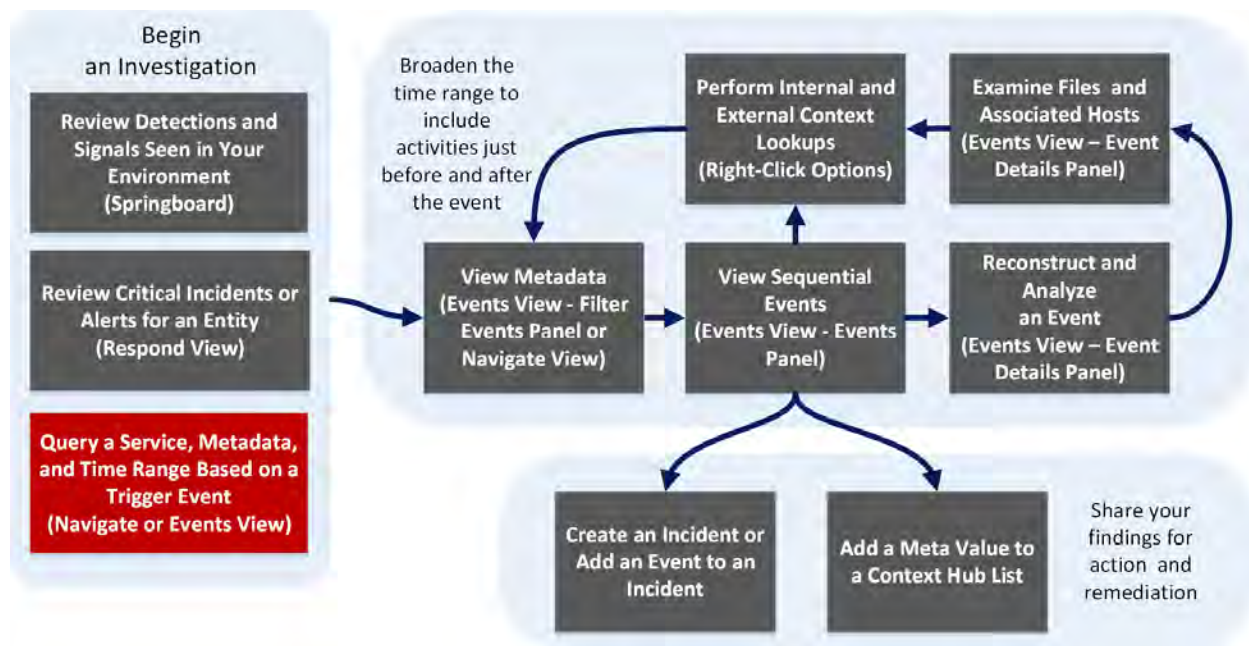 Begin
an Investigation
Review Detections and
Signals Seen in Your
Environment
(Springboard)
Review Critical Incidents or
Alerts for an Entity
(Respond View)
Query a Service, Metadata,
and Time Range Based on a
Trigger Event
(Navigate or Events View)
Broaden the
time range to
include
activities just
before and after
the event
Perform Internal and
External Context
Lookups
(Right-Click Options)
Examine Files and
Associated Hosts
(Events View – Event
Details Panel)
View Metadata
(Events View - Filter
Events Panel or
Navigate View)
View Sequential
Events
(Events View - Events
Panel)
Reconstruct and
Analyze
an Event
(Events View – Event
Details Panel)
Create an Incident or
Add an Event to an
Incident
Add a Meta Value to
a Context Hub List
Share your
findings for
action and
remediation